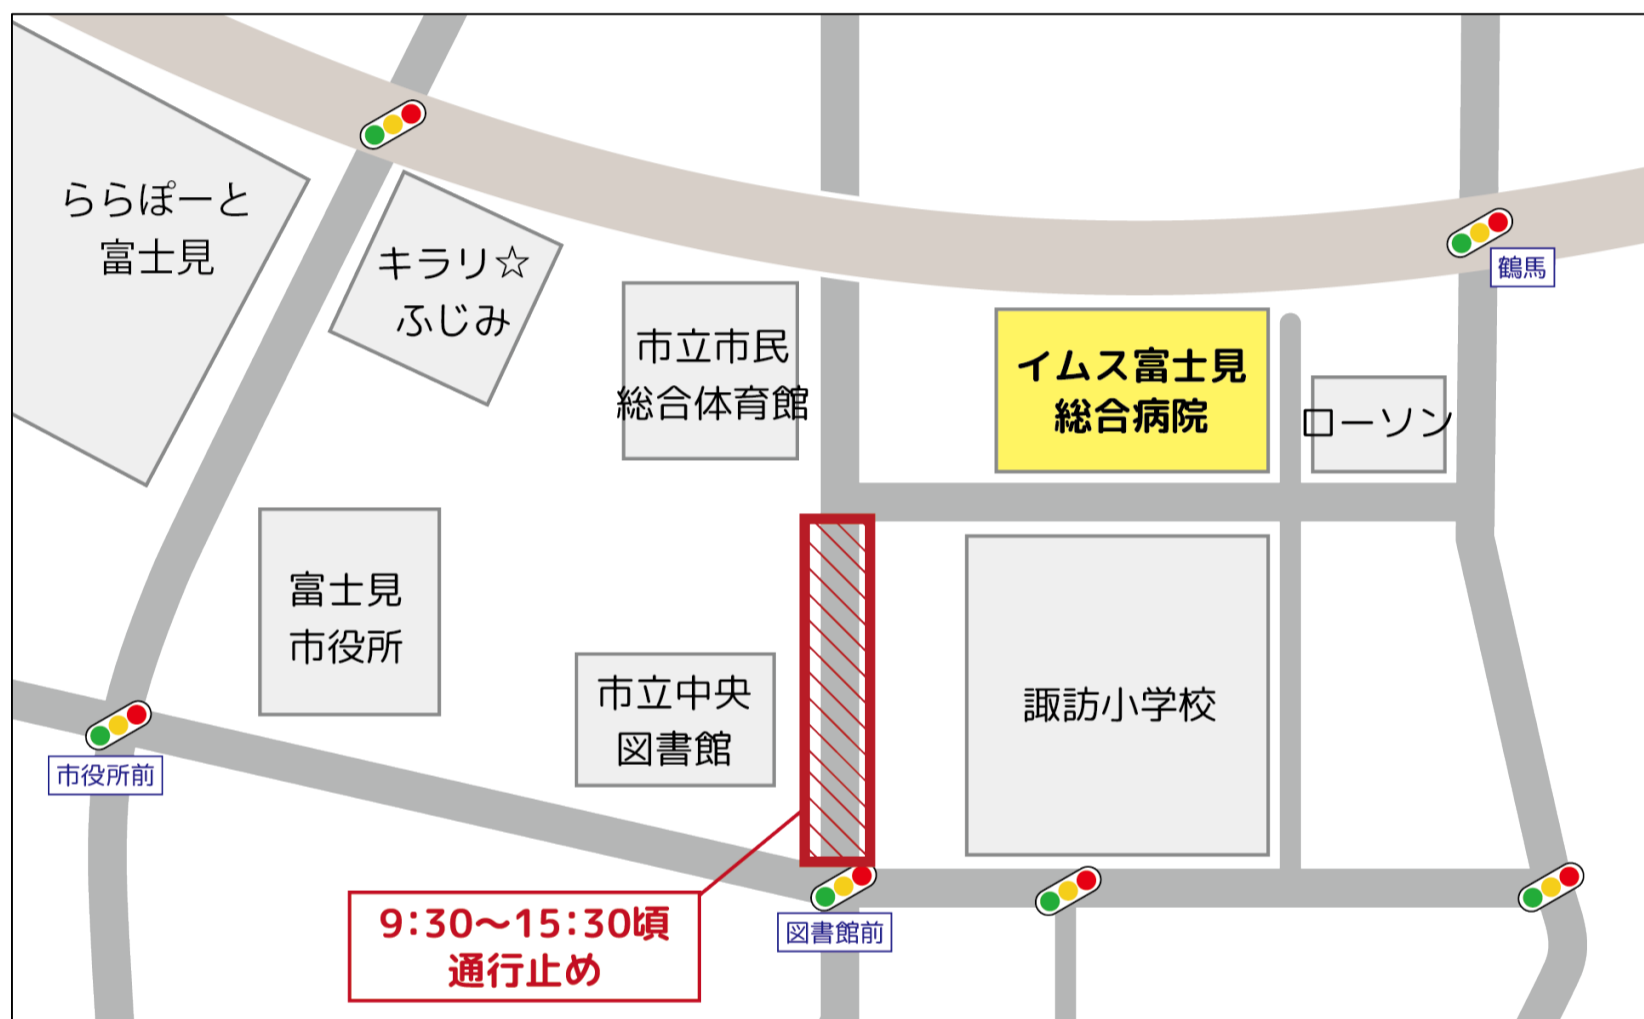 ららぽーと
富士見
キラリ☆
ふじみ
市立市民
総合体育館
イムス富士見
総合病院
ローソン
鶴馬
富士見
市役所
市立中央
図書館
諏訪小学校
市役所前
図書館前
9:30〜15:30頃
通行止め